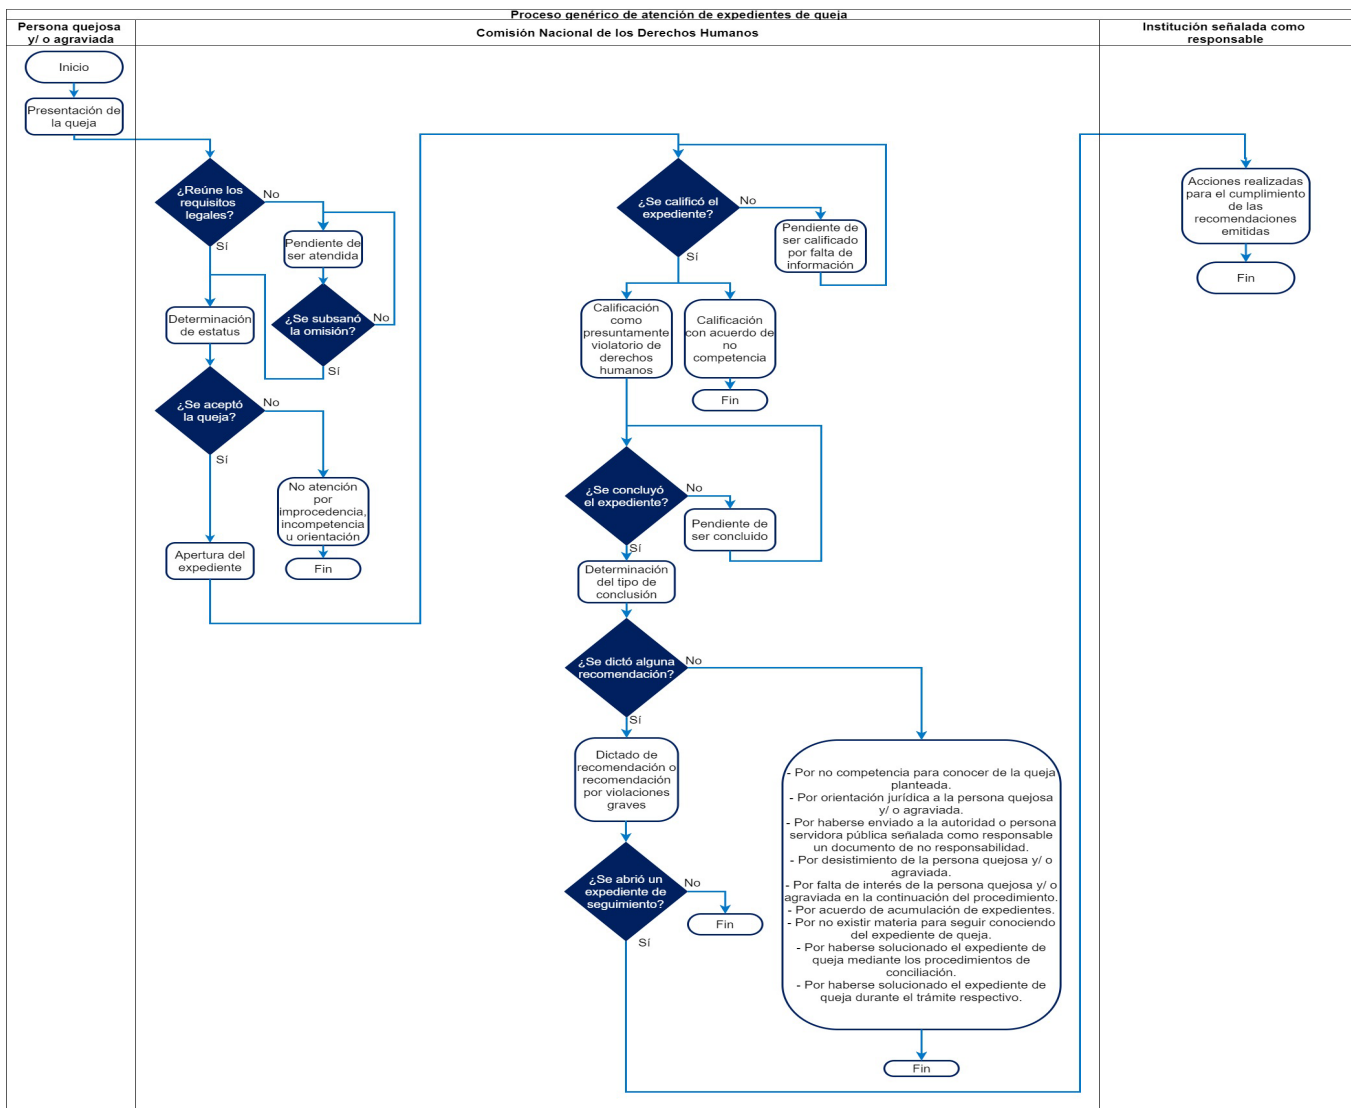 Proceso genérico de atención de expedientes de queja
Persona quejosa
y/ o agraviada
Comisión Nacional de los Derechos Humanos
Institución señalada como
responsable
Inicio
Presentación de
la queja
¿Reúne los
requisitos
legales?
No
Sí
Pendiente de
ser atendida
¿Se subsanó
la omisión?
No
Sí
Determinación
de estatus
¿Se aceptó
la queja?
No
Sí
No atención
por
improcedencia,
incompetencia
u orientación
Fin
Apertura del
expediente
¿Se calificó el
expediente?
No
Sí
Pendiente de
ser calificado
por falta de
información
Calificación
como
presuntamente
violatorio de
derechos
humanos
Calificación
con acuerdo de
no
competencia
Fin
¿Se concluyó
el expediente?
No
Sí
Pendiente de
ser concluido
Determinación
del tipo de
conclusión
¿Se dictó alguna
recomendación?
No
Sí
Dictado de
recomendación o
recomendación
por violaciones
graves
- Por no competencia para conocer de la queja
planteada.
- Por orientación jurídica a la persona quejosa
y/ o agraviada.
- Por haberse enviado a la autoridad o persona
servidora pública señalada como responsable
un documento de no responsabilidad.
- Por desistimiento de la persona quejosa y/ o
agraviada.
- Por falta de interés de la persona quejosa y/ o
agraviada en la continuación del procedimiento.
- Por acuerdo de acumulación de expedientes.
- Por no existir materia para seguir conociendo
del expediente de queja.
- Por haberse solucionado el expediente de
queja mediante los procedimientos de
conciliación.
- Por haberse solucionado el expediente de
queja durante el trámite respectivo.
Fin
¿Se abrió un
expediente de
seguimiento?
No
Sí
Fin
Acciones realizadas
para el cumplimiento
de las
recomendaciones
emitidas
Fin